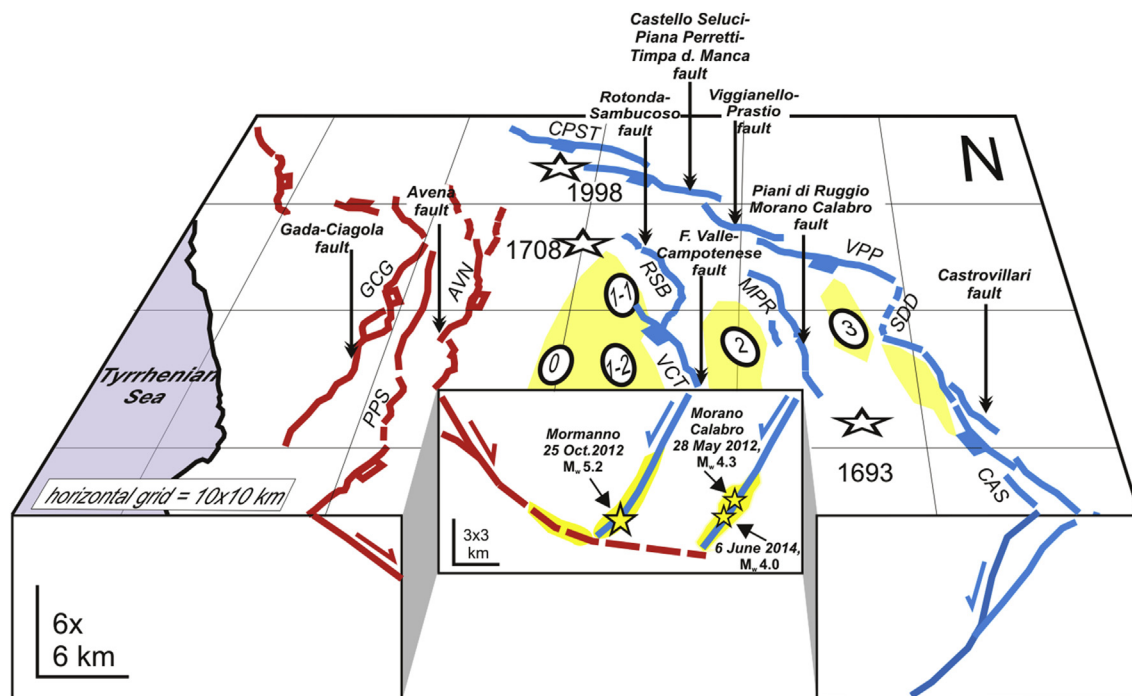 Castello Seluci-
Piana Perretti-
Timpa d. Manca
fault
Rotonda-
Sambucoso
fault
Viggianello-
Prastio
fault
CPST
N
1998
Avena
fault
Piani di Ruggio
Morano Calabro
fault
Gada-Ciagola
fault
1708
F. Valle-
Campotenese
fault
VPP
Castrovillari
fault
GCG
AVN
RSB
MPR
SDD
1-1
2
3
0
1-2
VCT
Tyrrhenian
Sea
PPS
Mormanno
25 Oct.2012
Mw 5.2
Morano
Calabro
28 May 2012,
Mw 4.3
1693
CAS
horizontal grid = 10x10 km
3x3
km
6 June 2014,
Mw 4.0
6x
6 km